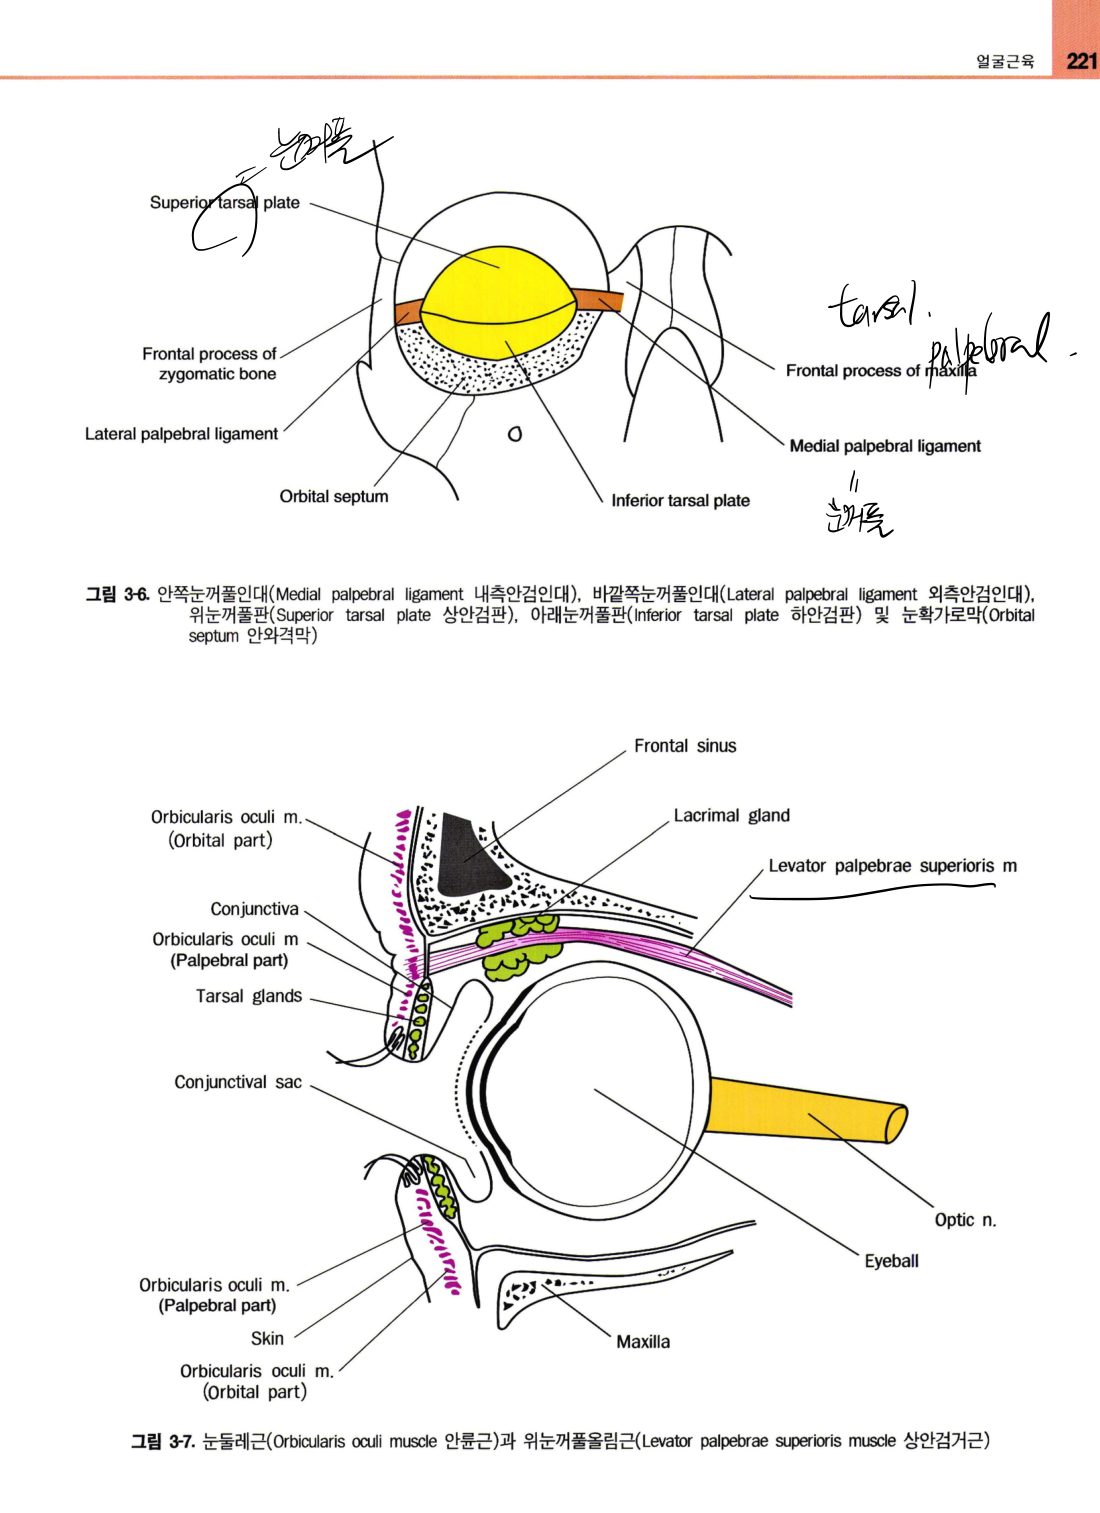 얼굴근육 221
눈꺼풀
=
Superior tarsal plate
tarsal.
palpebral.
Frontal process of
zygomatic bone
Frontal process of maxilla
Lateral palpebral ligament
Medial palpebral ligament
=
눈꺼풀
Orbital septum
Inferior tarsal plate
그림 3-6. 안쪽눈꺼풀인대(Medial palpebral ligament 내측안검인대), 바깥쪽눈꺼풀인대(Lateral palpebral ligament 외측안검인대),
위눈꺼풀판(Superior tarsal plate 상안검판), 아래눈꺼풀판(Inferior tarsal plate 하안검판) 및 눈확가로막(Orbital
septum 안와격막)
Frontal sinus
Orbicularis oculi m.
(Orbital part)
Lacrimal gland
Levator palpebrae superioris m
Conjunctiva
Orbicularis oculi m
(Palpebral part)
Tarsal glands
Conjunctival sac
Optic n.
Eyeball
Orbicularis oculi m.
(Palpebral part)
Skin
Maxilla
Orbicularis oculi m.
(Orbital part)
그림 3-7. 눈둘레근(Orbicularis oculi muscle 안륜근)과 위눈꺼풀올림근(Levator palpebrae superioris muscle 상안검거근)